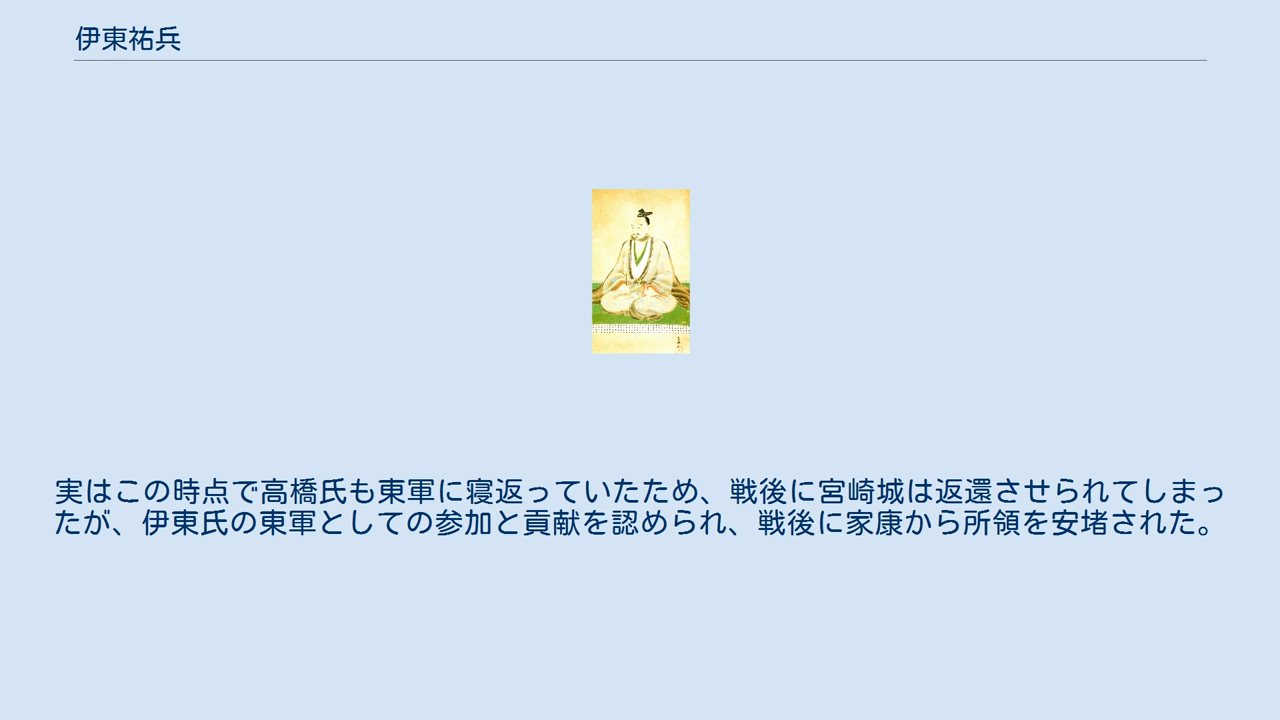 伊東祐兵
実はこの時点で高橋氏も東軍に寝返っていたため、戦後に宮崎城は返還させられてしまっ
たが、伊東氏の東軍としての参加と貢献を認められ、戦後に家康から所領を安堵された。